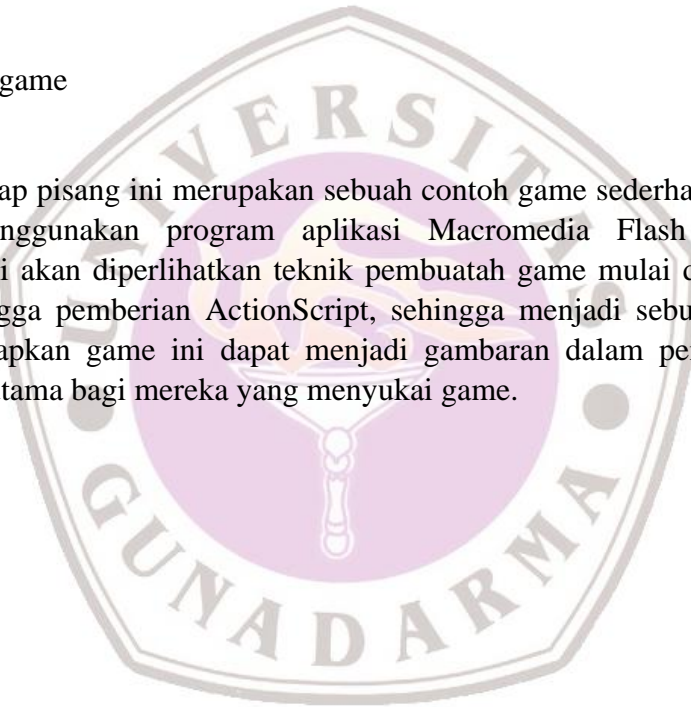 game
ap pisang ini merupakan sebuah contoh game sederha
nggunakan program aplikasi Macromedia Flash
i akan diperlihatkan teknik pembuatah game mulai d
gga pemberian ActionScript, sehingga menjadi sebu
apkan game ini dapat menjadi gambaran dalam pe
utama bagi mereka yang menyukai game.
UNIVERSITAS
GUNADARMA